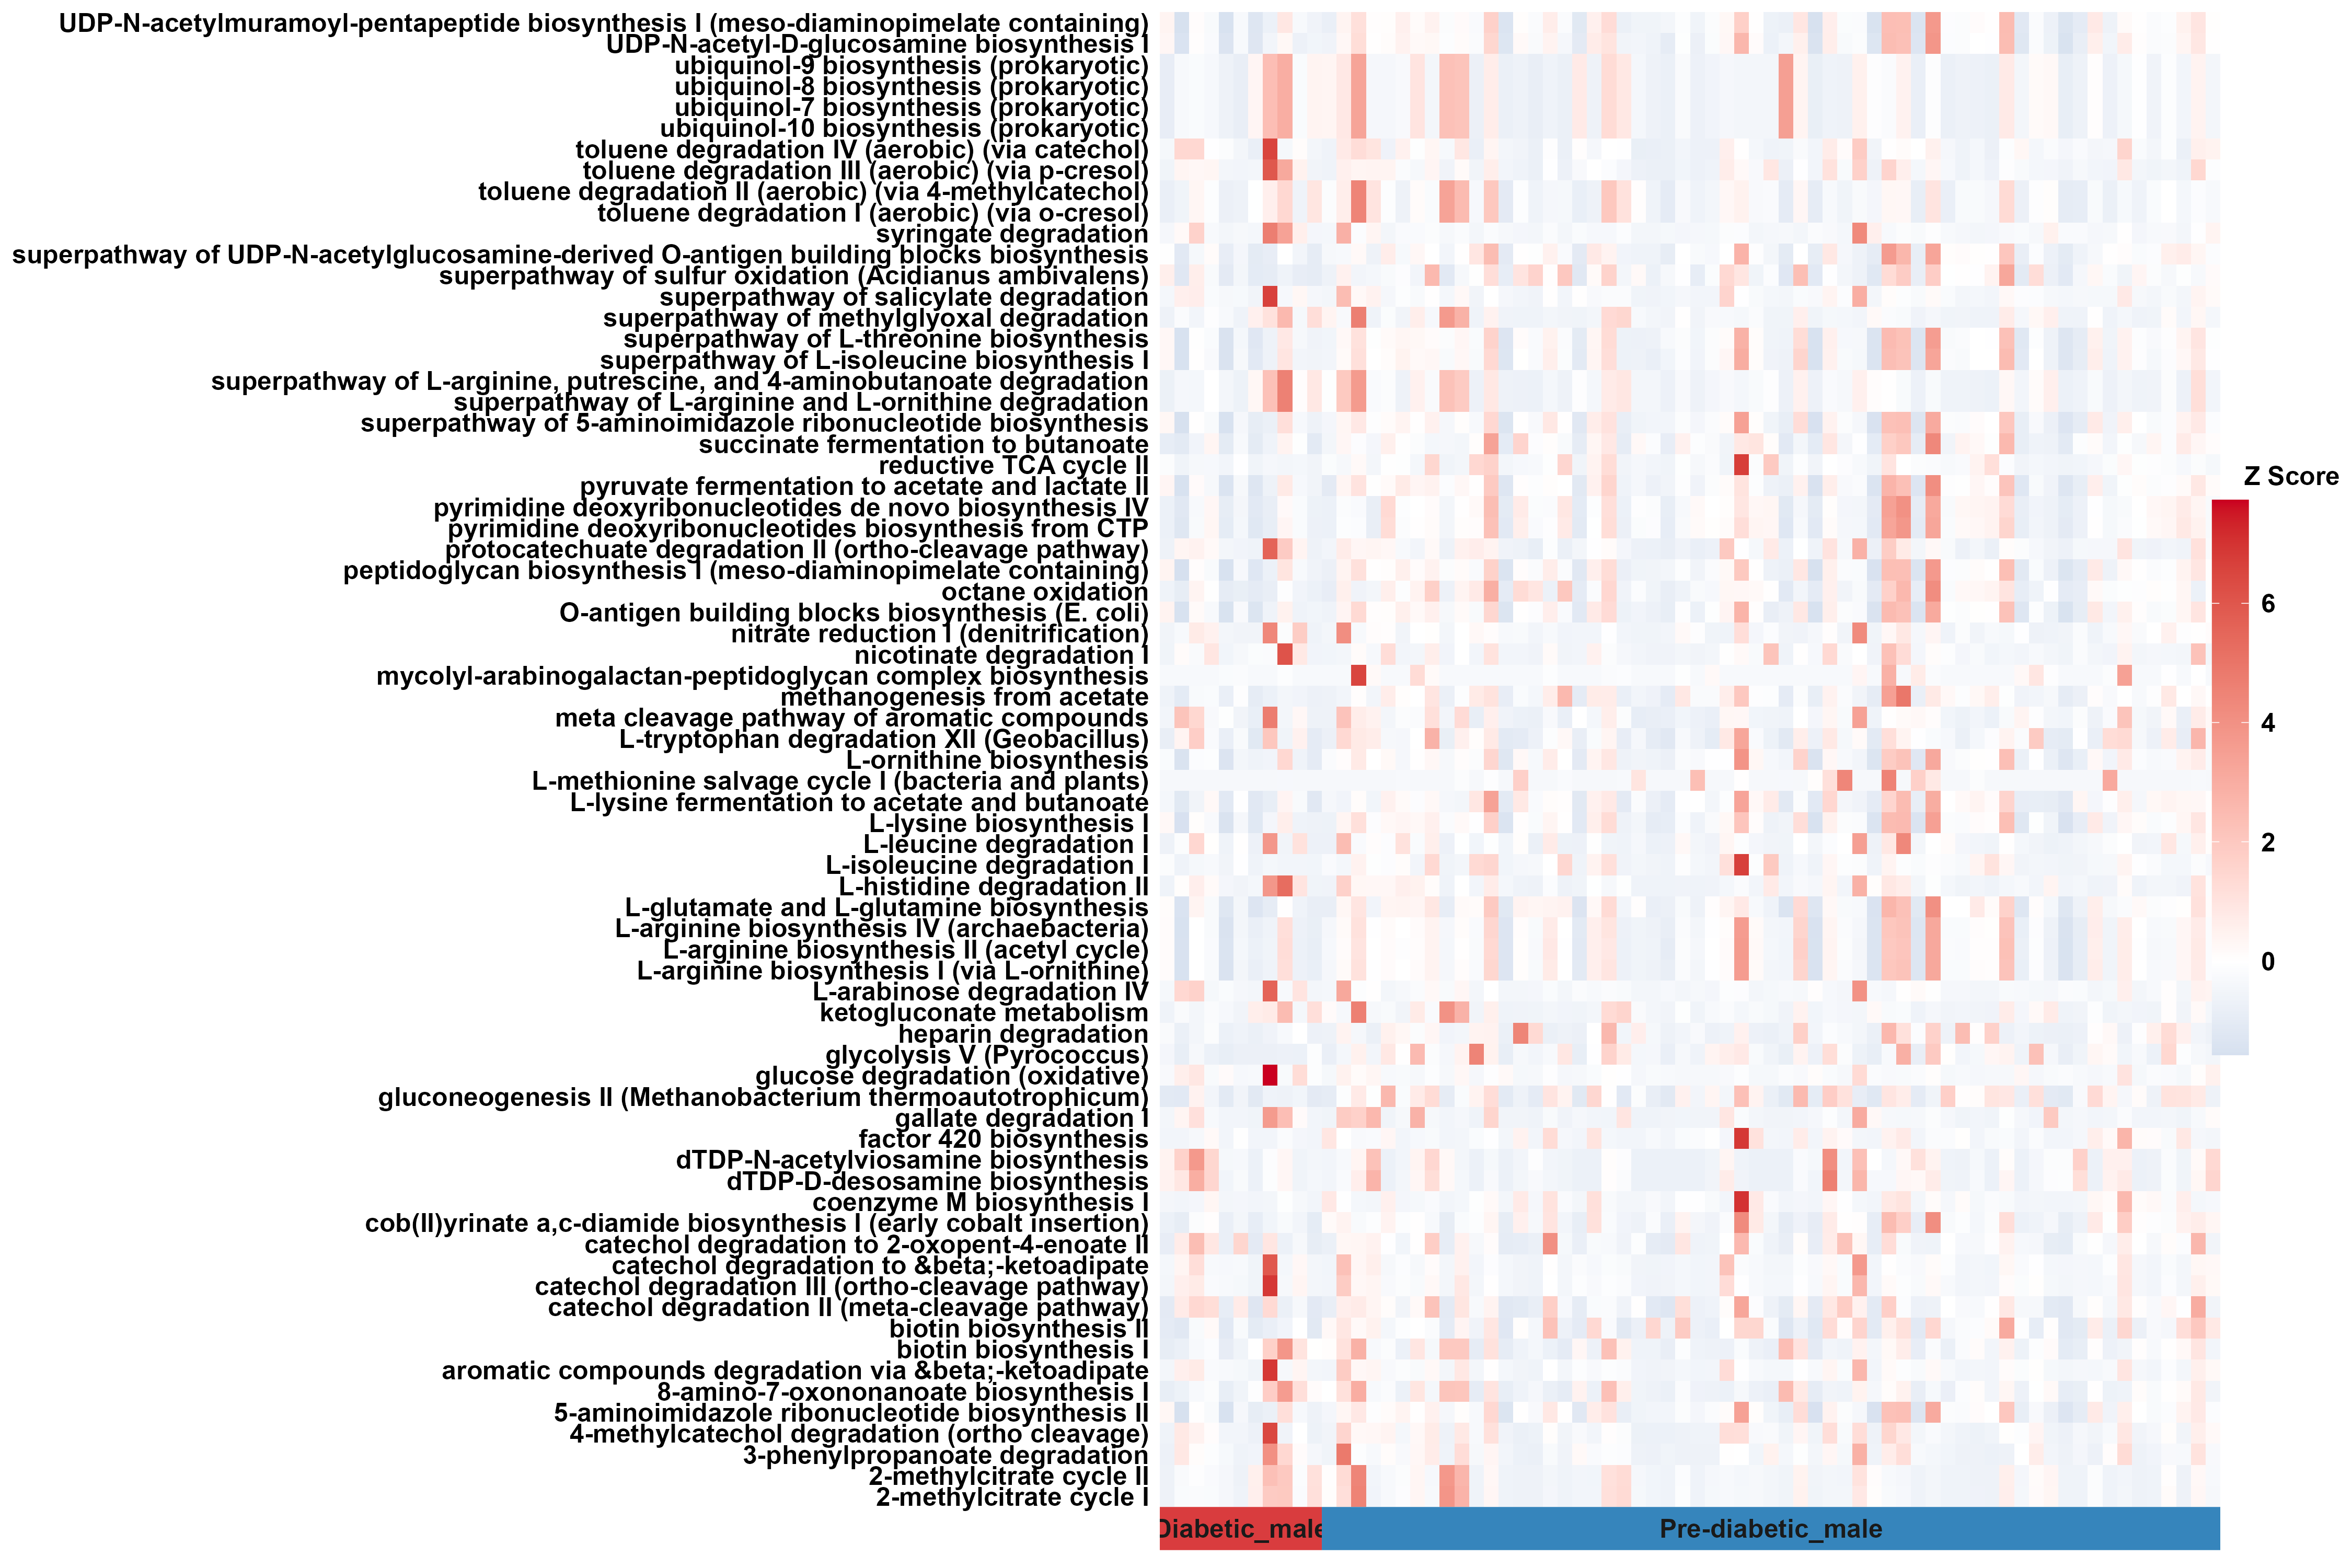 UDP-N-acetylmuramoyl-pentapeptide biosynthesis I (meso-diaminopimelate containing)
UDP-N-acetyl-D-glucosamine biosynthesis I
ubiquinol-9 biosynthesis (prokaryotic)
ubiquinol-8 biosynthesis (prokaryotic)
ubiquinol-7 biosynthesis (prokaryotic)
ubiquinol-10 biosynthesis (prokaryotic)
toluene degradation IV (aerobic) (via catechol)
toluene degradation III (aerobic) (via p-cresol)
toluene degradation II (aerobic) (via 4-methylcatechol)
toluene degradation I (aerobic) (via o-cresol)
syringate degradation
superpathway of UDP-N-acetylglucosamine-derived O-antigen building blocks biosynthesis
superpathway of sulfur oxidation (Acidianus ambivalens)
superpathway of salicylate degradation
superpathway of methylglyoxal degradation
superpathway of L-threonine biosynthesis
superpathway of L-isoleucine biosynthesis I
superpathway of L-arginine, putrescine, and 4-aminobutanoate degradation
superpathway of L-arginine and L-ornithine degradation
superpathway of 5-aminoimidazole ribonucleotide biosynthesis
succinate fermentation to butanoate
reductive TCA cycle II
pyruvate fermentation to acetate and lactate II
pyrimidine deoxyribonucleotides de novo biosynthesis IV
pyrimidine deoxyribonucleotides biosynthesis from CTP
protocatechuate degradation II (ortho-cleavage pathway)
peptidoglycan biosynthesis I (meso-diaminopimelate containing)
octane oxidation
O-antigen building blocks biosynthesis (E. coli)
nitrate reduction I (denitrification)
nicotinate degradation I
mycolyl-arabinogalactan-peptidoglycan complex biosynthesis
methanogenesis from acetate
meta cleavage pathway of aromatic compounds
L-tryptophan degradation XII (Geobacillus)
L-ornithine biosynthesis
L-methionine salvage cycle I (bacteria and plants)
L-lysine fermentation to acetate and butanoate
L-lysine biosynthesis I
L-leucine degradation I
L-isoleucine degradation I
L-histidine degradation II
L-glutamate and L-glutamine biosynthesis
L-arginine biosynthesis IV (archaebacteria)
L-arginine biosynthesis II (acetyl cycle)
L-arginine biosynthesis I (via L-ornithine)
L-arabinose degradation IV
ketogluconate metabolism
heparin degradation
glycolysis V (Pyrococcus)
glucose degradation (oxidative)
gluconeogenesis II (Methanobacterium thermoautotrophicum)
gallate degradation I
factor 420 biosynthesis
dTDP-N-acetylviosamine biosynthesis
dTDP-D-desosamine biosynthesis
coenzyme M biosynthesis I
cob(II)yrinate a,c-diamide biosynthesis I (early cobalt insertion)
catechol degradation to 2-oxopent-4-enoate II
catechol degradation to &beta;-ketoadipate
catechol degradation III (ortho-cleavage pathway)
catechol degradation II (meta-cleavage pathway)
biotin biosynthesis II
biotin biosynthesis I
aromatic compounds degradation via &beta;-ketoadipate
8-amino-7-oxononanoate biosynthesis I
5-aminoimidazole ribonucleotide biosynthesis II
4-methylcatechol degradation (ortho cleavage)
3-phenylpropanoate degradation
2-methylcitrate cycle II
2-methylcitrate cycle I
Diabetic_male
Pre-diabetic_male
Z Score
6
4
2
0